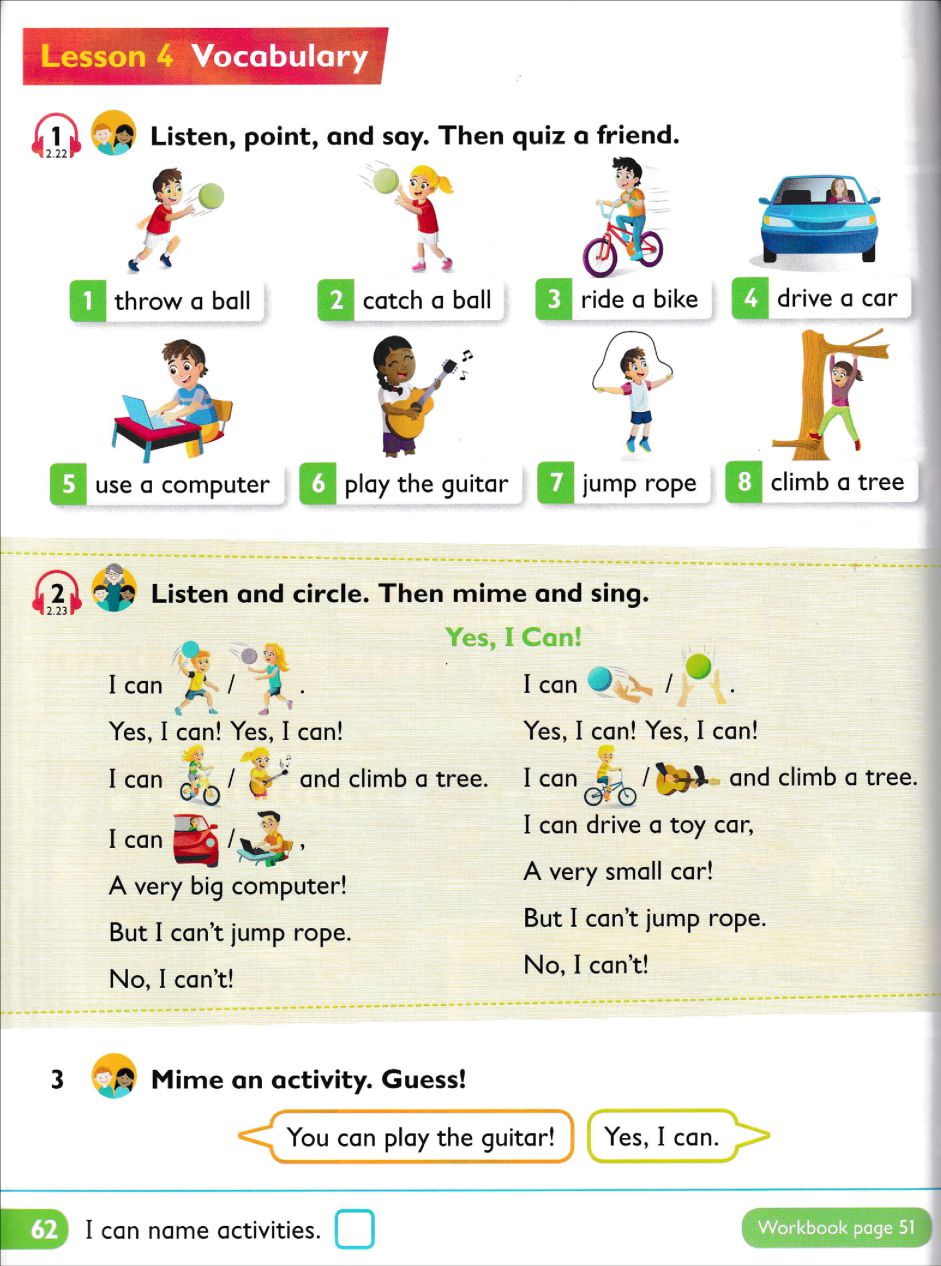 Lesson 4 Vocabulary
1
2.22
Listen, point, and say. Then quiz a friend.
1 throw a ball
2 catch a ball
3 ride a bike
4 drive a car
5 use a computer
6 play the guitar
7 jump rope
8 climb a tree
2
2.23
Listen and circle. Then mime and sing.
Yes, I Can!
I can / .
Yes, I can! Yes, I can!
I can / and climb a tree.
I can / ,
A very big computer!
But I can't jump rope.
No, I can't!
I can / .
Yes, I can! Yes, I can!
I can / and climb a tree.
I can drive a toy car,
A very small car!
But I can't jump rope.
No, I can't!
3 Mime an activity. Guess!
You can play the guitar!
Yes, I can.
62 I can name activities.
Workbook page 51